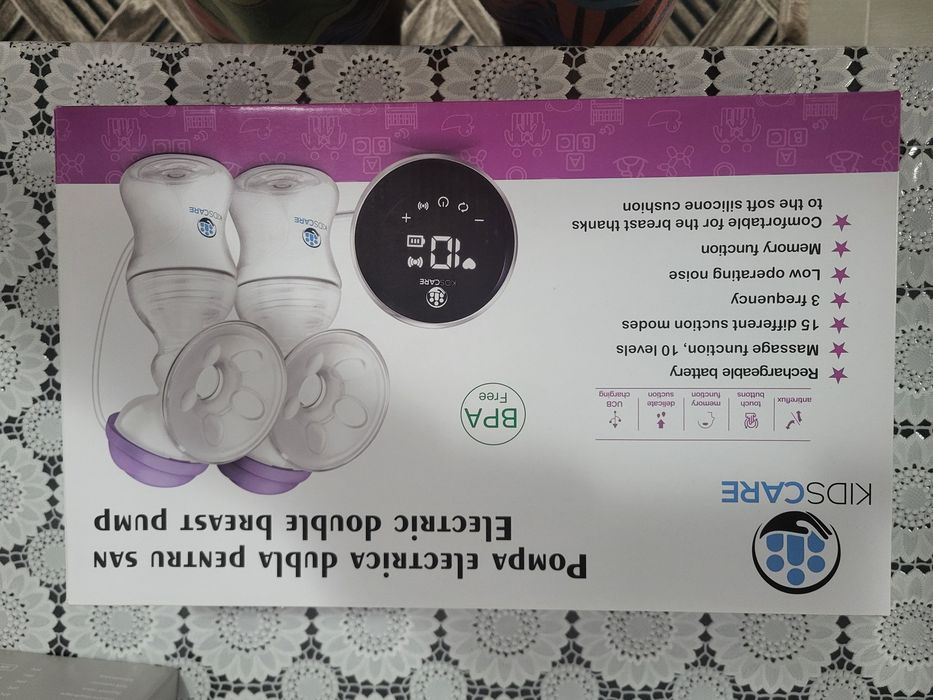 KIDSCARE
POMPA ELECTRICA DUBLA PENTRU SAN
ELECTRIC DOUBLE BREAST PUMP
antireflux
touch buttons
memory function
delicate suction
UCB charging
BPA
Free
Rechargeable battery
Massage function, 10 levels
15 different suction modes
3 frequency
Low operating noise
Memory function
Comfortable for the breast thanks
to the soft silicone cushion
KIDSCARE
KIDSCARE
KIDSCARE